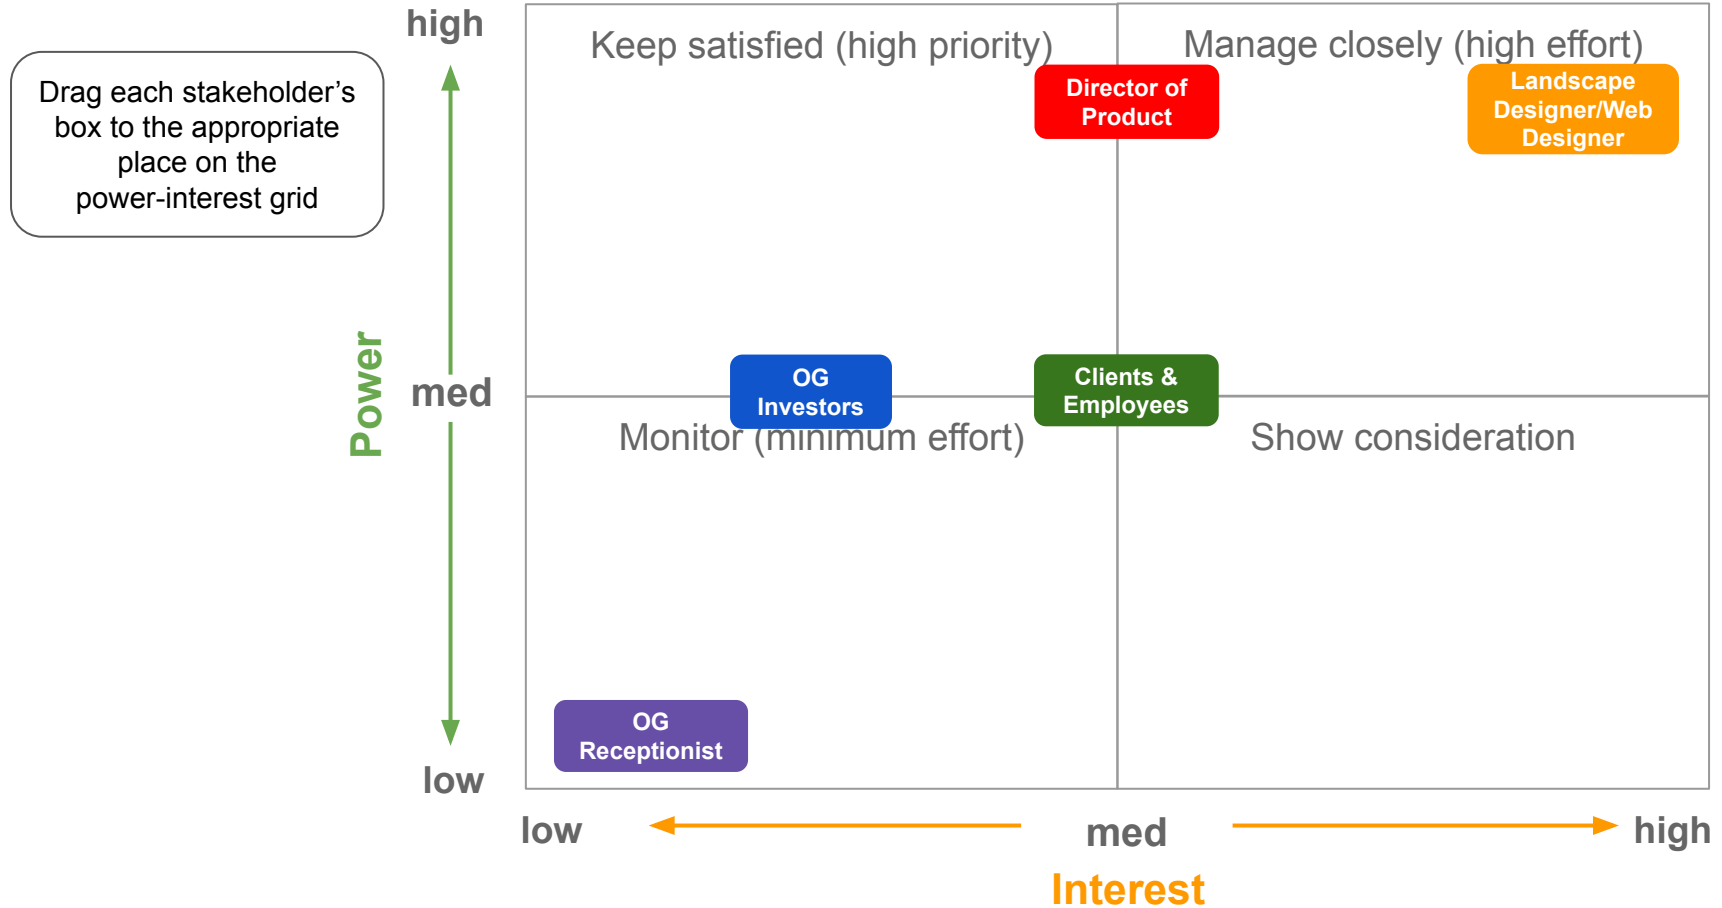 high
Keep satisfied (high priority)
Manage closely (high effort)
Drag each stakeholder’s
box to the appropriate
place on the
power-interest grid
Director of
Product
Landscape
Designer/Web
Designer
Power
med
OG
Investors
Clients &
Employees
Monitor (minimum effort)
Show consideration
OG
Receptionist
low
low
med
high
Interest